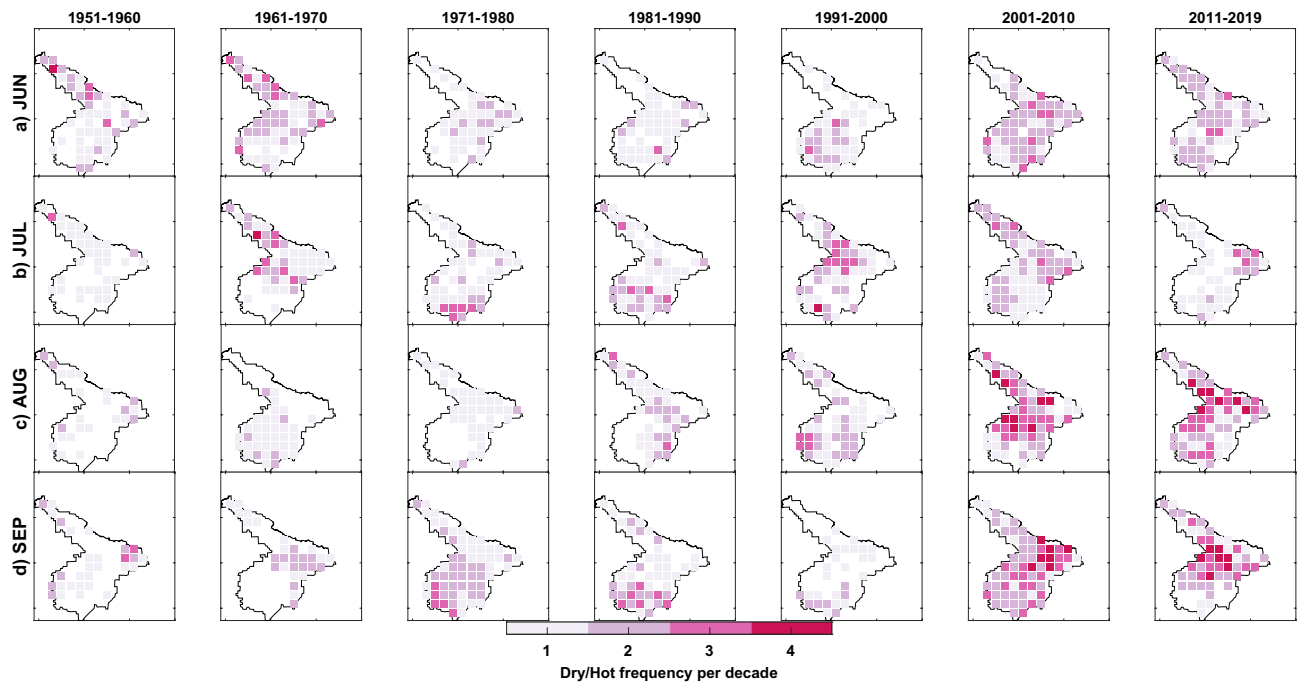 1951-1960 1961-1970 1971-1980 1981-1990 1991-2000 2001-2010 2011-2019
a) JUN
b) JUL
c) AUG
d) SEP
1 2 3 4
Dry/Hot frequency per decade